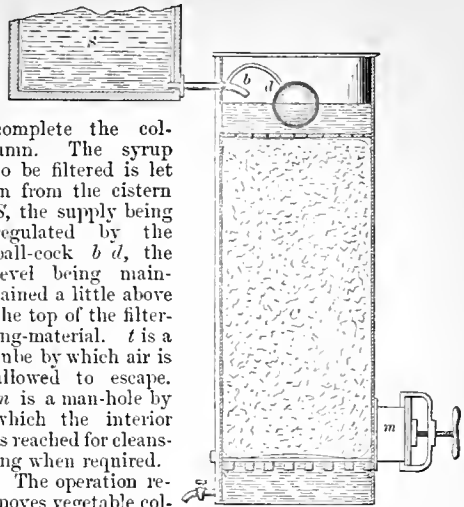 S
b
d
complete the col-
umn. The syrup
to be filtered is let
in from the cistern
S, the supply being
regulated by the
ball-cock b d, the
level being main-
tained a little above
the top of the filter-
ing-material. t is a
tube by which air is
allowed to escape.
m is a man-hole by
which the interior
is reached for cleans-
ing when required.
The operation re-
moves vegetable col-
m